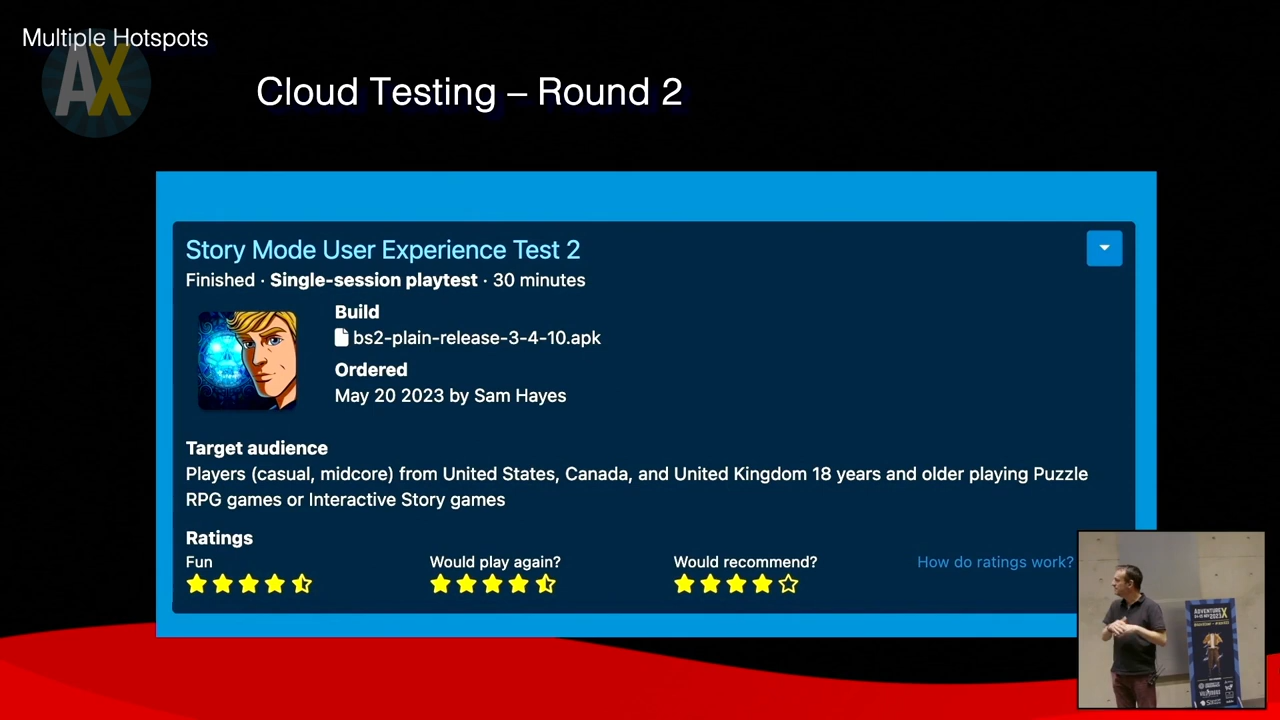 Multiple Hotspots
AX
Cloud Testing – Round 2
Story Mode User Experience Test 2
Finished · Single-session playtest · 30 minutes
Build
bs2-plain-release-3-4-10.apk
Ordered
May 20 2023 by Sam Hayes
Target audience
Players (casual, midcore) from United States, Canada, and United Kingdom 18 years and older playing Puzzle
RPG games or Interactive Story games
Ratings
Fun
Would play again?
Would recommend?
How do ratings work?
ADVENTUREX
2023